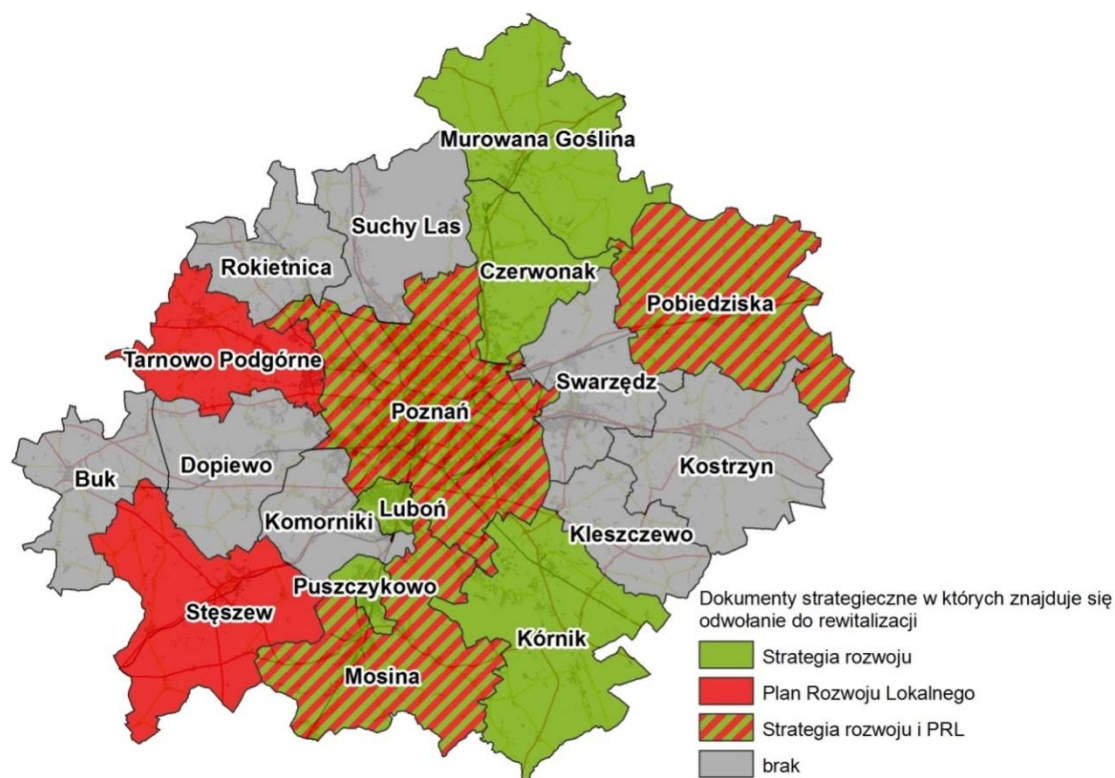 Murowana Goślina
Suchy Las
Rokietnica
Czerwonak
Pobiedziska
Tarnowo Podgórne
Swarzędz
Poznań
Buk
Dopiewo
Kostrzyn
Komorniki
Luboń
Kleszczewo
Puszczykowo
Stęszew
Kórnik
Mosina
Dokumenty strategieczne w których znajduje się
odwołanie do rewitalizacji
Strategia rozwoju
Plan Rozwoju Lokalnego
Strategia rozwoju i PRL
brak